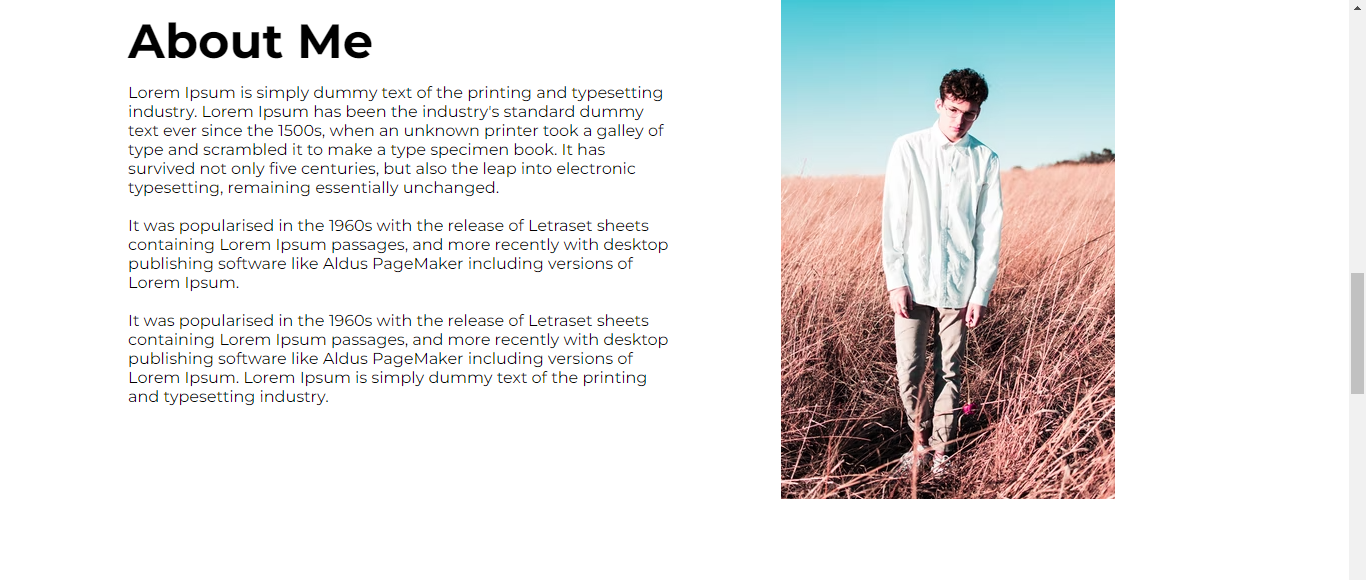 About Me
Lorem Ipsum is simply dummy text of the printing and typesetting
industry. Lorem Ipsum has been the industry's standard dummy
text ever since the 1500s, when an unknown printer took a galley of
type and scrambled it to make a type specimen book. It has
survived not only five centuries, but also the leap into electronic
typesetting, remaining essentially unchanged.
It was popularised in the 1960s with the release of Letraset sheets
containing Lorem Ipsum passages, and more recently with desktop
publishing software like Aldus PageMaker including versions of
Lorem Ipsum.
It was popularised in the 1960s with the release of Letraset sheets
containing Lorem Ipsum passages, and more recently with desktop
publishing software like Aldus PageMaker including versions of
Lorem Ipsum. Lorem Ipsum is simply dummy text of the printing
and typesetting industry.